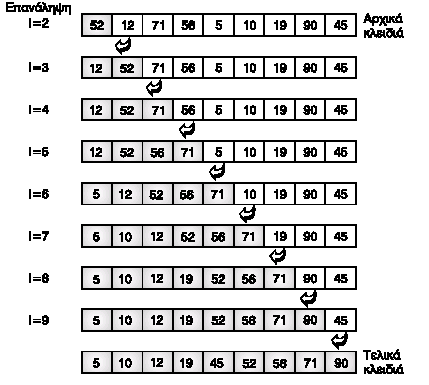 Επανάληψη
I=2 52 12 71 56 5 10 19 90 45 Αρχικά κλειδιά
I=3 12 52 71 56 5 10 19 90 45
I=4 12 52 71 56 5 10 19 90 45
I=5 12 52 56 71 5 10 19 90 45
I=6 5 12 52 56 71 10 19 90 45
I=7 5 10 12 52 56 71 19 90 45
I=8 5 10 12 19 52 56 71 90 45
I=9 5 10 12 19 52 56 71 90 45
5 10 12 19 45 52 56 71 90 Τελικά κλειδιά